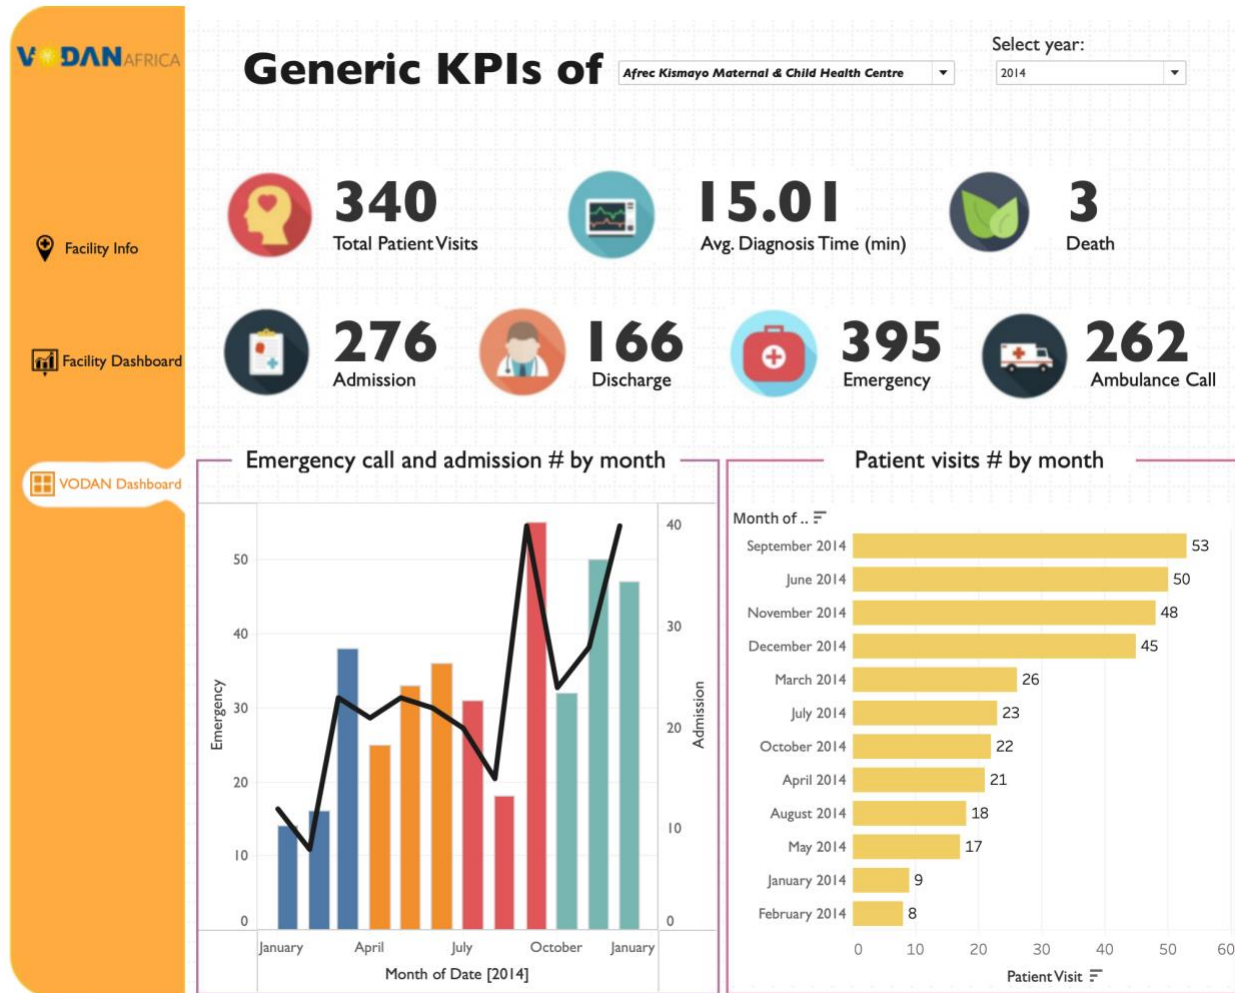 VODAN AFRICA
Generic KPIs of
Afrec Kismayo Maternal & Child Health Centre
Select year:
2014
Facility Info
Facility Dashboard
VODAN Dashboard
340
Total Patient Visits
15.01
Avg. Diagnosis Time (min)
3
Death
276
Admission
166
Discharge
395
Emergency
262
Ambulance Call
Emergency call and admission # by month
Emergency
50
40
30
20
10
0
40
30
20
10
0
Admission
January April July October January
Month of Date [2014]
Patient visits # by month
Month of ..
September 2014 53
June 2014 50
November 2014 48
December 2014 45
March 2014 26
July 2014 23
October 2014 22
April 2014 21
August 2014 18
May 2014 17
January 2014 9
February 2014 8
0 10 20 30 40 50 60
Patient Visit